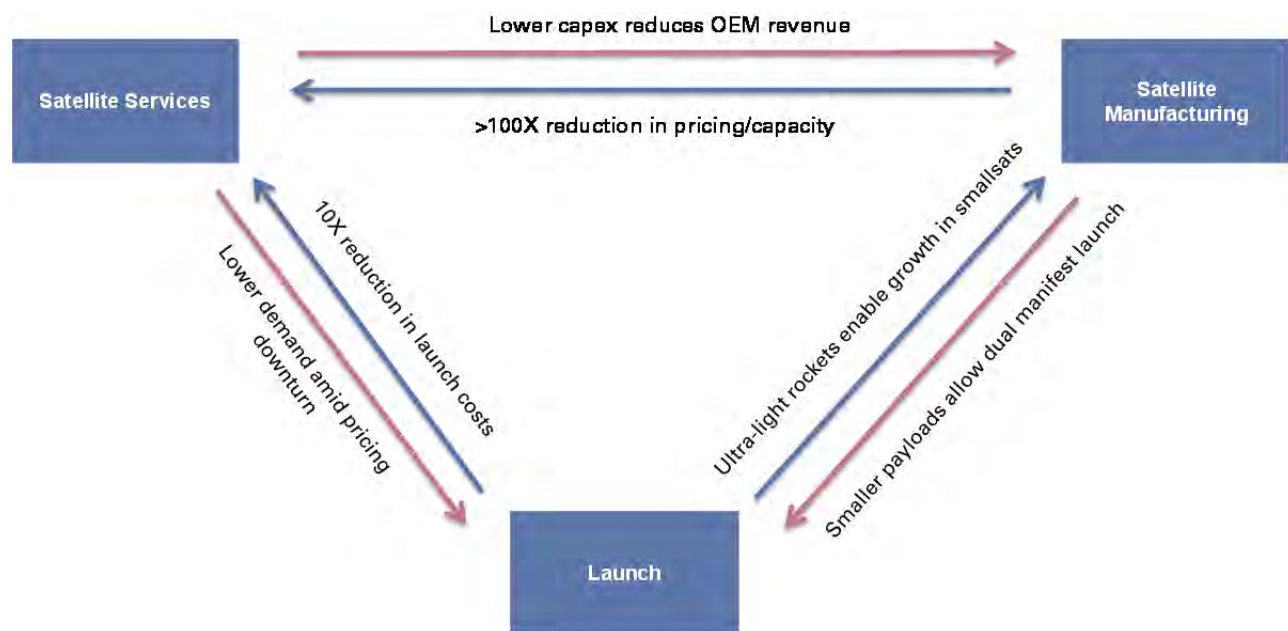 Lower capex reduces OEM revenue
Satellite Services
Satellite
Manufacturing
>100X reduction in pricing/capacity
10X reduction in launch costs
Lower demand amid pricing
downturn
Ultra-light rockets enable growth in smallsats
Smaller payloads allow dual manifest launch
Launch